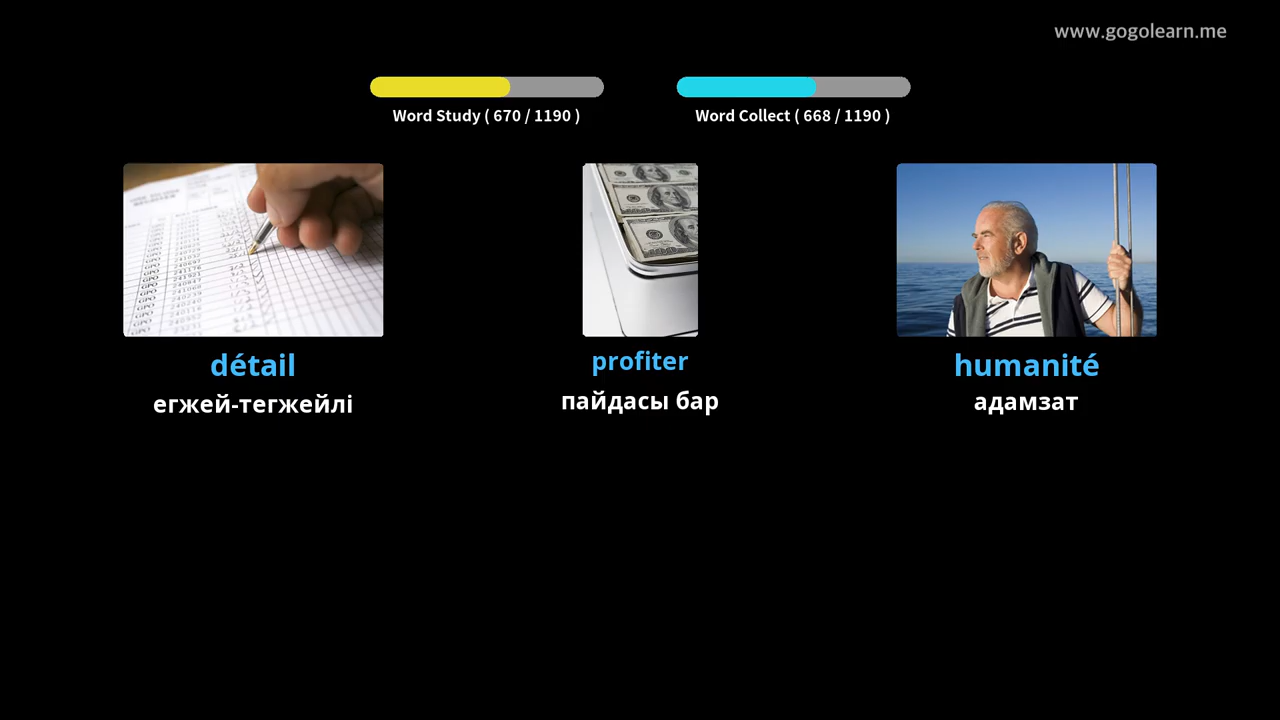 www.gogolearn.me
Word Study ( 670 / 1190 )
Word Collect ( 668 / 1190 )
détail
profiter
humanité
егжей-тегжейлі
пайдасы бар
адамзат